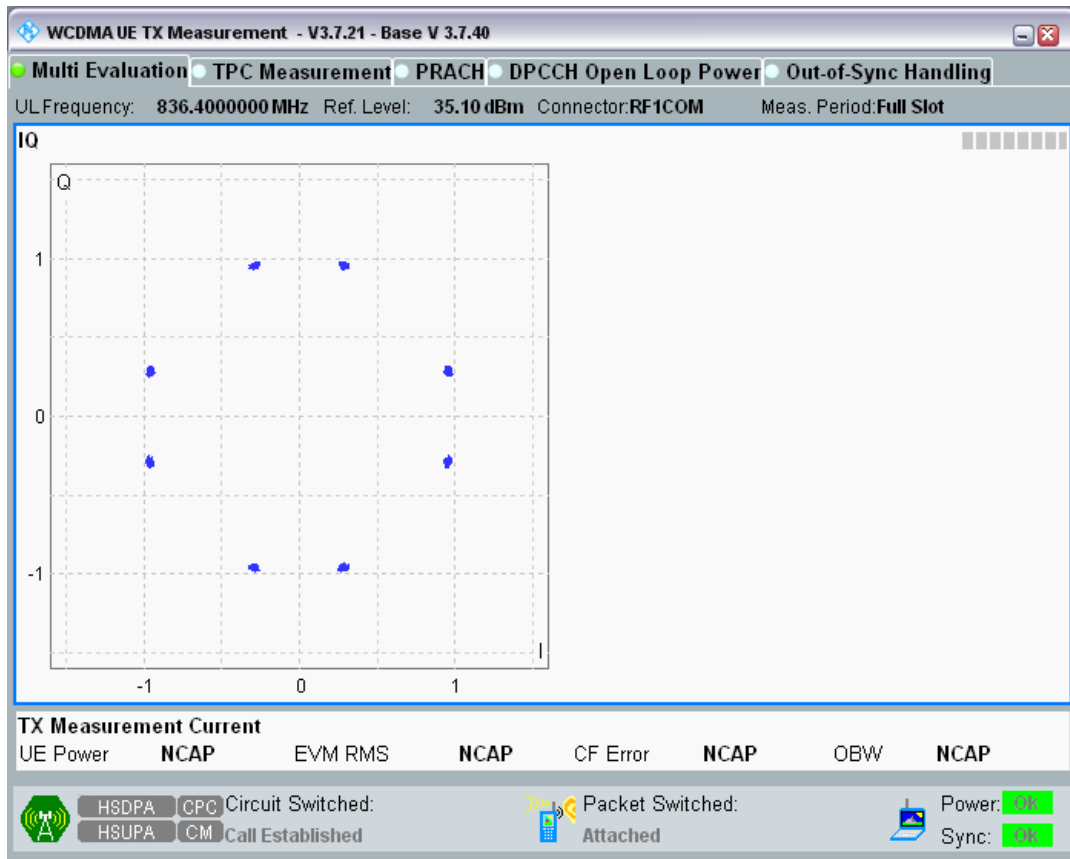 WCDMA UE TX Measurement - V3.7.21 - Base V 3.7.40
Multi Evaluation TPC Measurement PRACH DPCCH Open Loop Power Out-of-Sync Handling
UL Frequency: 836.4000000 MHz Ref. Level: 35.10 dBm Connector:RF1COM Meas. Period:Full Slot
IQ
Q
1
0
-1
I
-1 0 1
TX Measurement Current
UE Power NCAP EVM RMS NCAP CF Error NCAP OBW NCAP
HSDPA CPC Circuit Switched: Packet Switched: Power: Ok
HSUPA CM Call Established Attached Sync: Ok